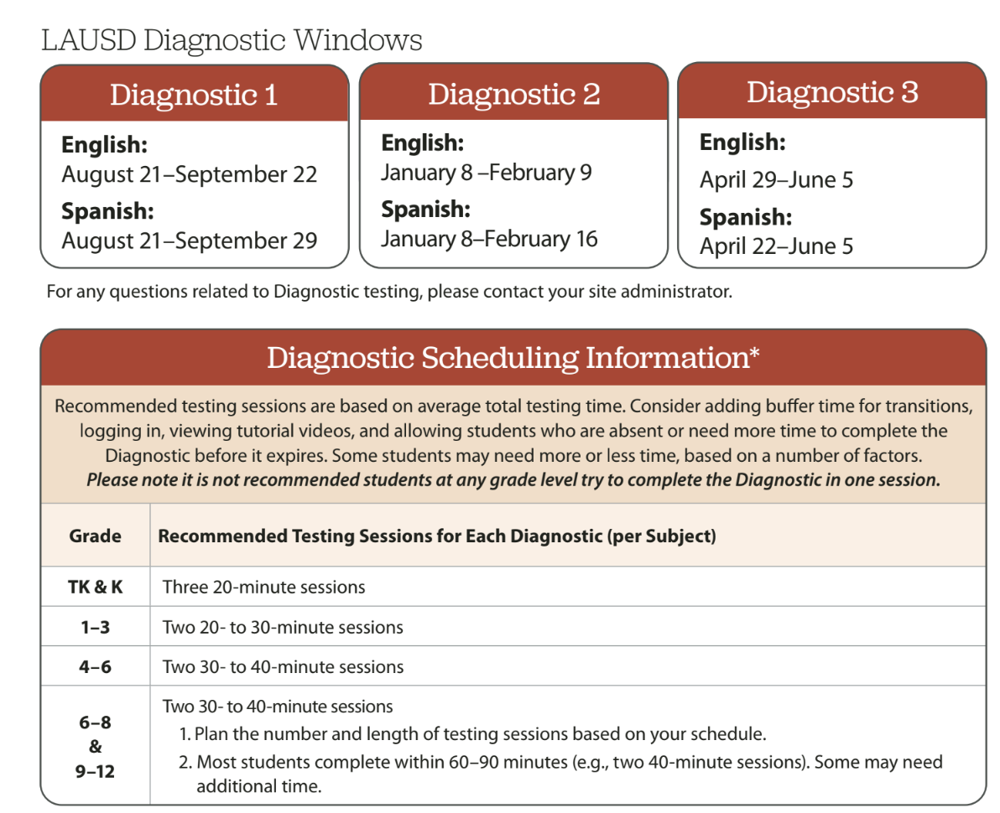 LAUSD Diagnostic Windows
Diagnostic 1
English:
August 21–September 22
Spanish:
August 21–September 29
Diagnostic 2
English:
January 8 –February 9
Spanish:
January 8–February 16
Diagnostic 3
English:
April 29–June 5
Spanish:
April 22–June 5
For any questions related to Diagnostic testing, please contact your site administrator.
Diagnostic Scheduling Information*
Recommended testing sessions are based on average total testing time. Consider adding buffer time for transitions,
logging in, viewing tutorial videos, and allowing students who are absent or need more time to complete the
Diagnostic before it expires. Some students may need more or less time, based on a number of factors.
Please note it is not recommended students at any grade level try to complete the Diagnostic in one session.
Grade Recommended Testing Sessions for Each Diagnostic (per Subject)
TK & K Three 20-minute sessions
1–3 Two 20- to 30-minute sessions
4–6 Two 30- to 40-minute sessions
6–8
&
9–12
Two 30- to 40-minute sessions
1. Plan the number and length of testing sessions based on your schedule.
2. Most students complete within 60–90 minutes (e.g., two 40-minute sessions). Some may need
additional time.